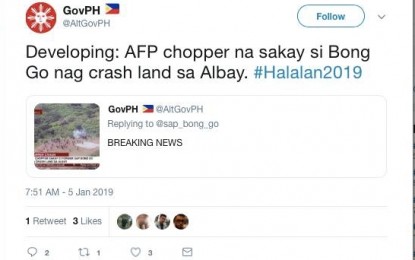 GovPH 🇵🇭
@AltGovPH
Follow
Developing: AFP chopper na sakay si Bong
Go nag crash land sa Albay. #Halalan2019
GovPH 🇵🇭 @AltGovPH
Replying to @sap_bong_go
BREAKING NEWS
7:51 AM - 5 Jan 2019
1 Retweet 3 Likes
2 1 3